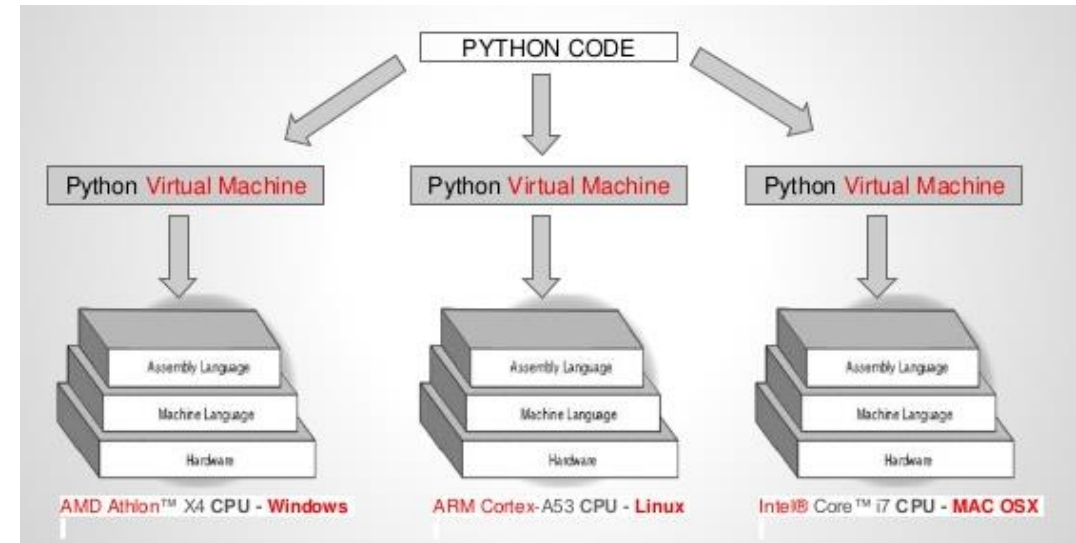 PYTHON CODE
Python Virtual Machine
Python Virtual Machine
Python Virtual Machine
Assembly Language
Machine Language
Hardware
AMD Athlon™ X4 CPU - Windows
Assembly Language
Machine Language
Hardware
ARM Cortex-A53 CPU - Linux
Assembly Language
Machine Language
Hardware
Intel® Core™ i7 CPU - MAC OSX